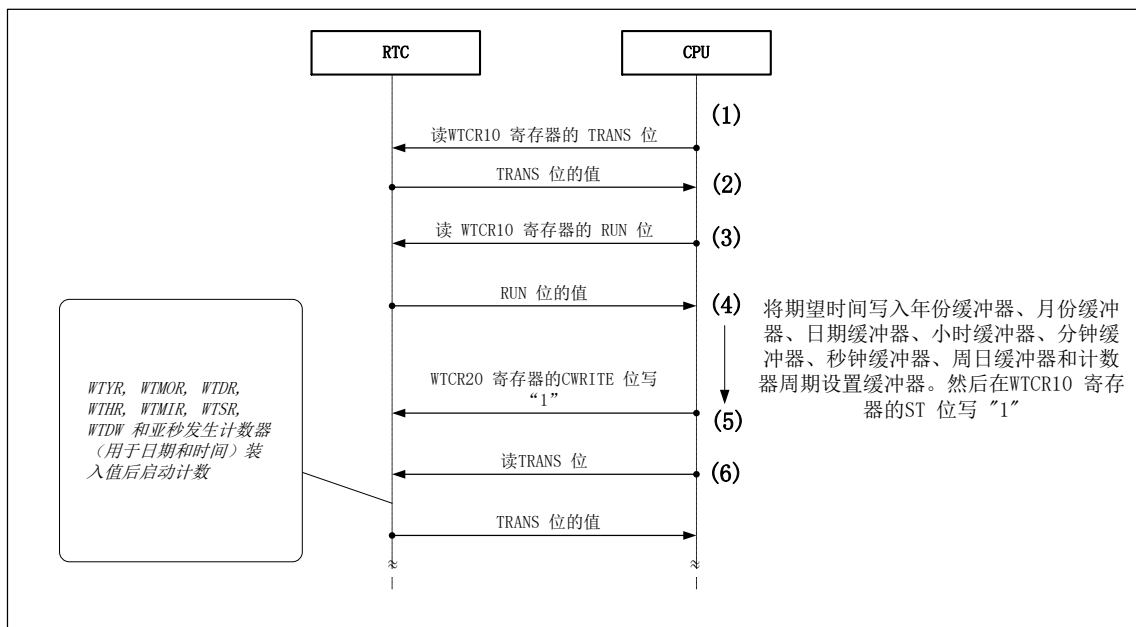 RTC
CPU
(1)
读WTCR10 寄存器的 TRANS 位
TRANS 位的值
(2)
读 WTCR10 寄存器的 RUN 位
(3)
RUN 位的值
(4)
将期望时间写入年份缓冲器、月份缓冲
器、日期缓冲器、小时缓冲器、分钟缓
冲器、秒钟缓冲器、周日缓冲器和计数
器周期设置缓冲器。然后在WTCR10 寄存
器的ST 位写 "1"
WTYR, WTMOR, WTDR,
WTHR, WTMIR, WTSR,
WTDW 和亚秒发生计数器
（用于日期和时间）装
入值后启动计数
WTCR20 寄存器的CWRITE 位写
“1”
(5)
读TRANS 位
(6)
TRANS 位的值